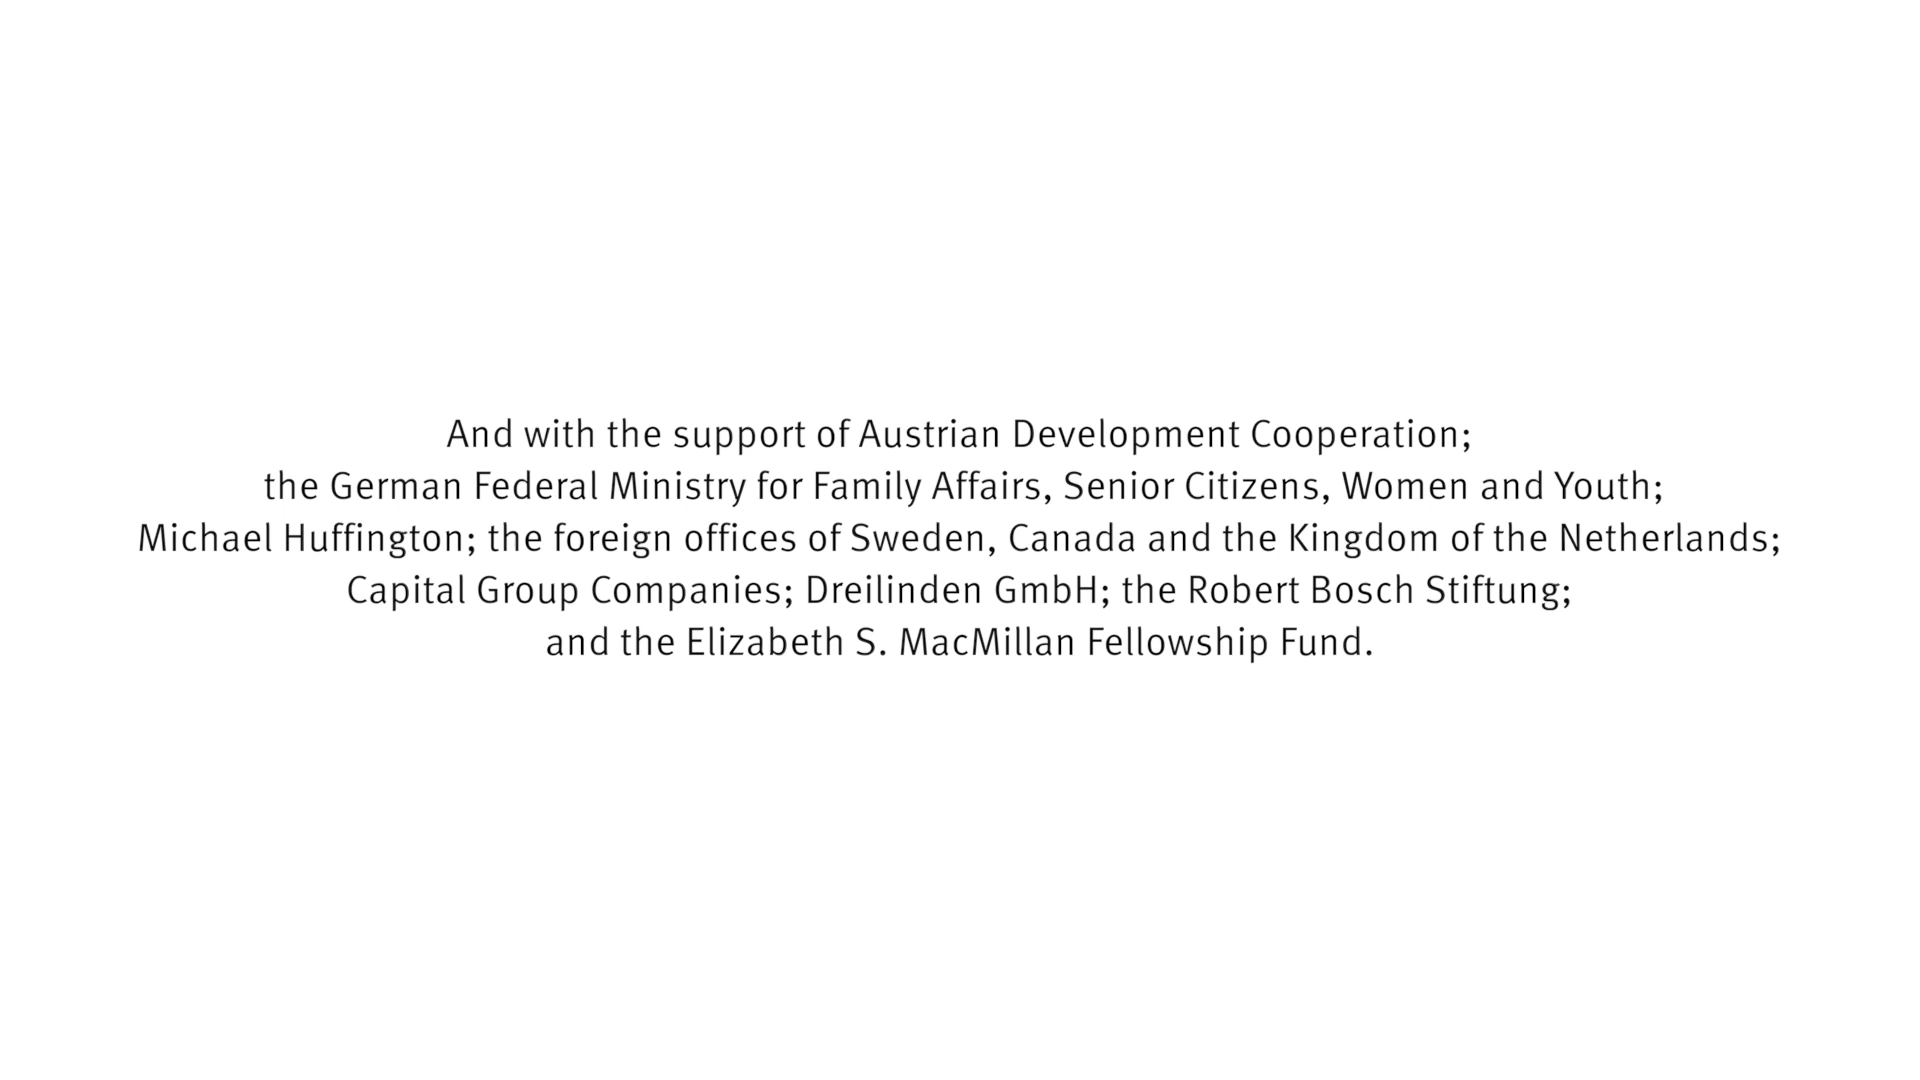 And with the support of Austrian Development Cooperation;
the German Federal Ministry for Family Affairs, Senior Citizens, Women and Youth;
Michael Huffington; the foreign offices of Sweden, Canada and the Kingdom of the Netherlands;
Capital Group Companies; Dreilinden GmbH; the Robert Bosch Stiftung;
and the Elizabeth S. MacMillan Fellowship Fund.